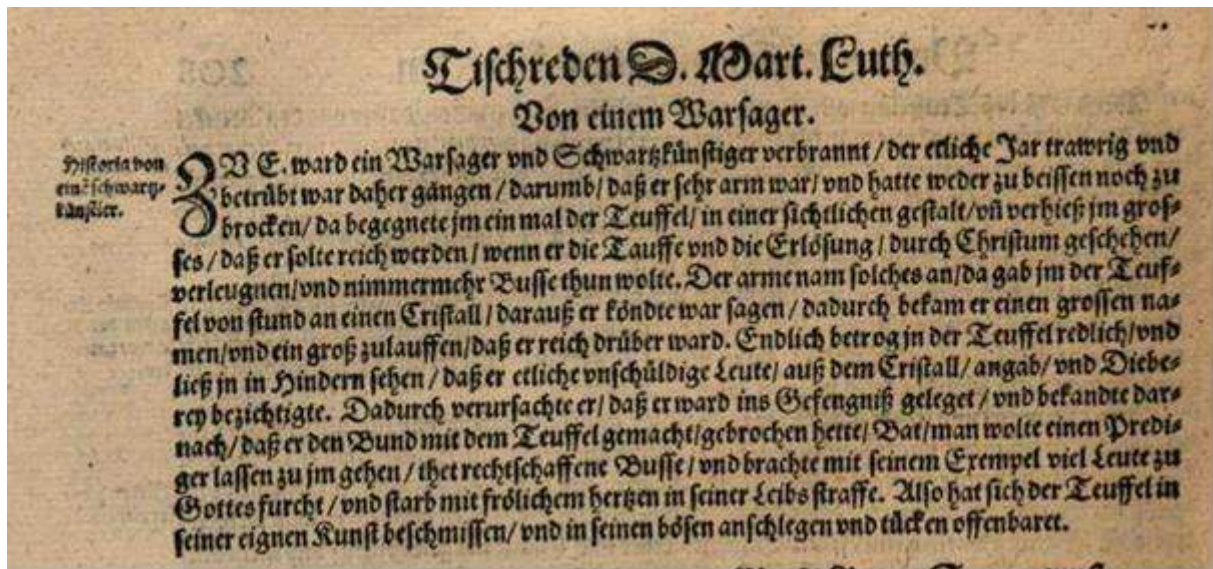 Tischreden D. Mart. Luth.
Von einem Warsager.
Historia von
einẽ schwartz-
künstler.
ZV E. ward ein Warsager vnd Schwartzkünstiger verbrannt / der etliche Jar trawrig vnd
betrübt war daher gangen / darumb / daß er sehr arm war / vnd hatte weder zu beissen noch zu
brocken / da begegnete jm ein mal der Teuffel / in einer sichtlichen gestalt / vñ verhieß jm gros-
ses / daß er solte reich werden / wenn er die Tauffe vnd die Erlösung / durch Christum geschehen /
verleugnen / vnd nimmermehr Busse thun wolte. Der arme nam solches an / da gab jm der Teuf-
fel von stund an einen Cristall / darauß er köndte war sagen / dadurch bekam er einen grossen na-
men / vnd ein groß zulauffen / daß er reich drüber ward. Endlich betrog jn der Teuffel redlich / vnd
ließ jn in Hindern sehen / daß er etliche vnschüldige Leute / auß dem Cristall / angab / vnd Diebe-
rey bezichtigte. Dadurch verursachte er / daß er ward ins Gefengniß geleget / vnd bekandte dar-
nach / daß er den Bund mit dem Teuffel gemacht / gebrochen hette / Bat / man wolte einen Predi-
ger lassen zu jm gehen / thet rechtschaffene Busse / vnd brachte mit seinem Exempel viel Leute zu
Gottes furcht / vnd starb mit frölichem hertzen in seiner Leibs straffe. Also hat sich der Teuffel in
seiner eignen Kunst beschmissen / vnd in seinen bösen anschlegen vnd tücken offenbaret.